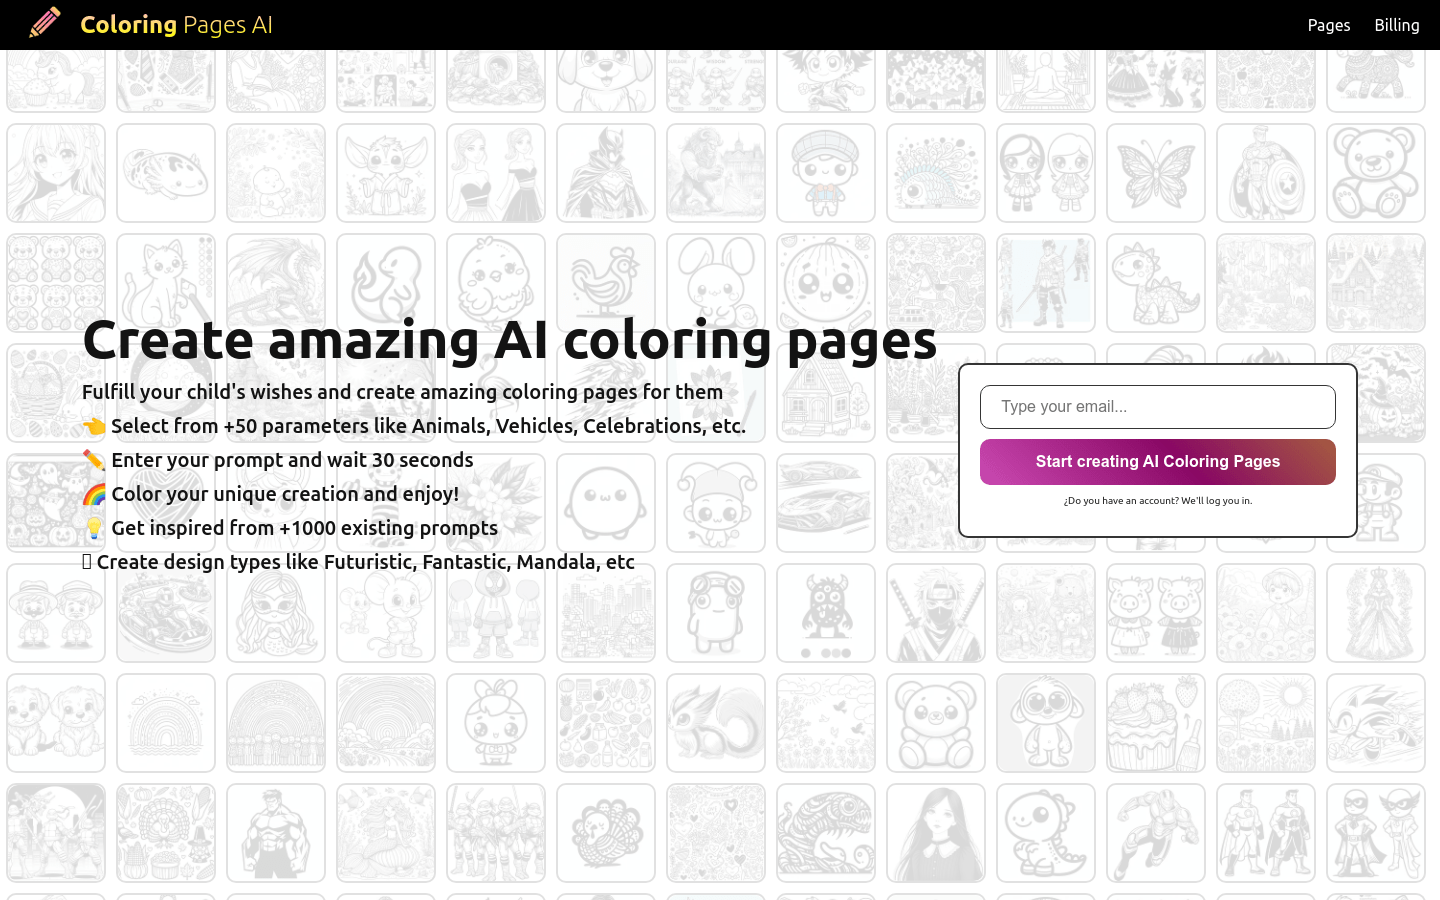 Coloring Pages AI
Pages
Billing
Create amazing AI coloring pages
Fulfill your child's wishes and create amazing coloring pages for them
👈 Select from +50 parameters like Animals, Vehicles, Celebrations, etc.
✏️ Enter your prompt and wait 30 seconds
🌈 Color your unique creation and enjoy!
💡 Get inspired from +1000 existing prompts
Create design types like Futuristic, Fantastic, Mandala, etc
Type your email...
Start creating AI Coloring Pages
¿Do you have an account? We'll log you in.